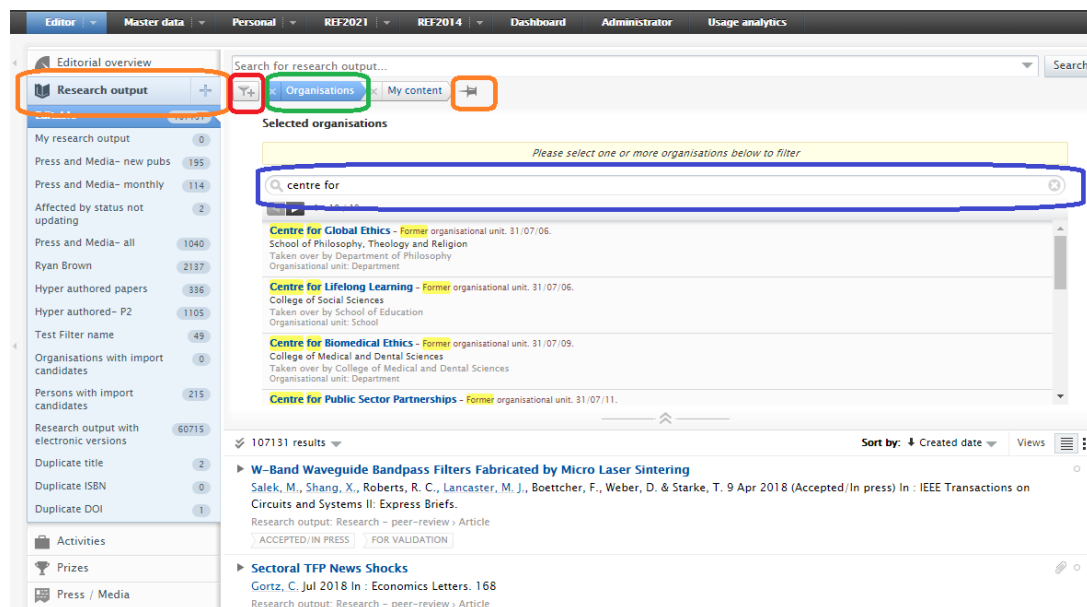 Editor Master data Personal REF2021 REF2014 Dashboard Administrator Usage analytics
Editorial overview
Research output
107131
My research output 0
Press and Media- new pubs 195
Press and Media- monthly 114
Affected by status not
updating 2
Press and Media- all 1040
Ryan Brown 2137
Hyper authored papers 336
Hyper authored- P2 1105
Test Filter name 49
Organisations with import
candidates 0
Persons with import
candidates 215
Research output with
electronic versions 60715
Duplicate title 2
Duplicate ISBN 0
Duplicate DOI 1
Activities
Prizes
Press / Media
Search for research output... Search
Organisations My content
Selected organisations
Please select one or more organisations below to filter
centre for
Centre for Global Ethics - Former organisational unit. 31/07/06.
School of Philosophy, Theology and Religion
Taken over by Department of Philosophy
Organisational unit: Department
Centre for Lifelong Learning - Former organisational unit. 31/07/06.
College of Social Sciences
Taken over by School of Education
Organisational unit: School
Centre for Biomedical Ethics - Former organisational unit. 31/07/09.
College of Medical and Dental Sciences
Taken over by College of Medical and Dental Sciences
Organisational unit: Department
Centre for Public Sector Partnerships - Former organisational unit. 31/07/11.
107131 results Sort by: Created date Views
W-Band Waveguide Bandpass Filters Fabricated by Micro Laser Sintering
Salek, M., Shang, X., Roberts, R. C., Lancaster, M. J., Boettcher, F., Weber, D. & Starke, T. 9 Apr 2018 (Accepted/In press) In : IEEE Transactions on
Circuits and Systems II: Express Briefs.
Research output: Research - peer-review › Article
ACCEPTED/IN PRESS FOR VALIDATION
Sectoral TFP News Shocks
Gortz, C. Jul 2018 In : Economics Letters. 168
Research output: Research - peer-review › Article